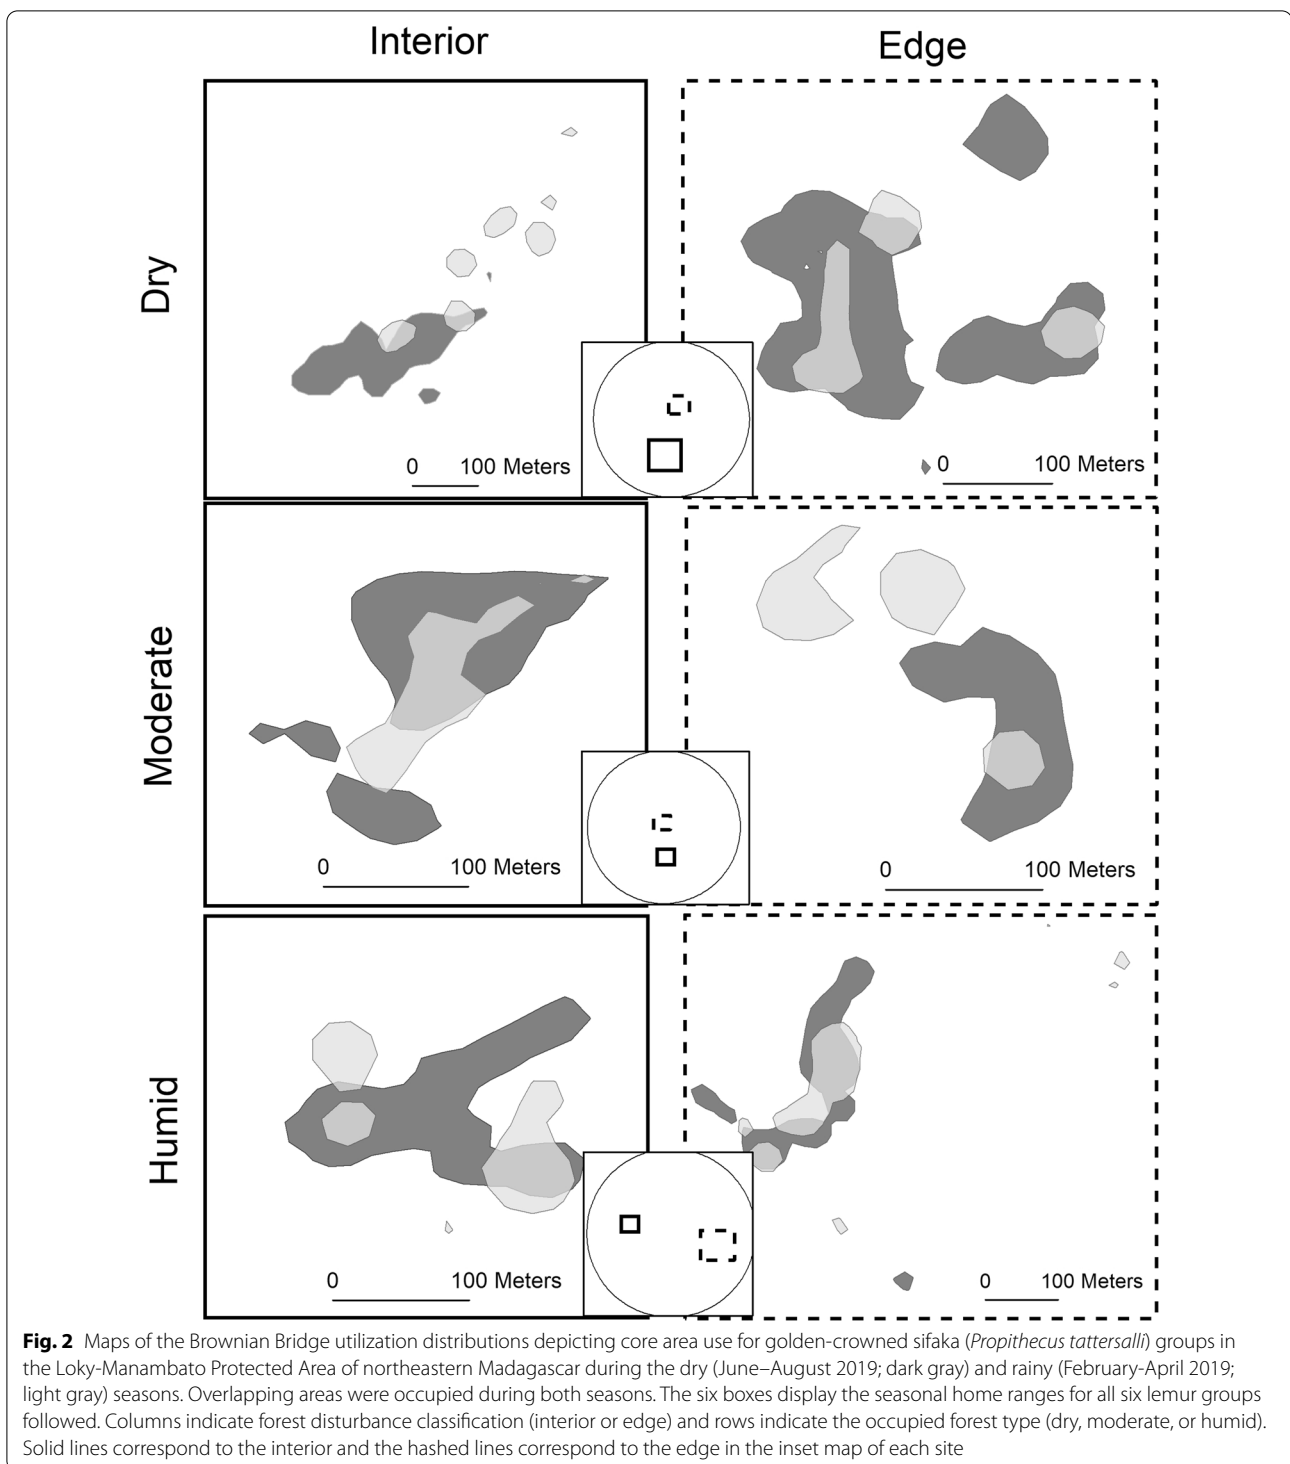 Interior
Edge
Dry
0 100 Meters
0 100 Meters
Moderate
0 100 Meters
0 100 Meters
Humid
0 100 Meters
0 100 Meters
Fig. 2 Maps of the Brownian Bridge utilization distributions depicting core area use for golden-crowned sifaka (Propithecus tattersalli) groups in
the Loky-Manambato Protected Area of northeastern Madagascar during the dry (June–August 2019; dark gray) and rainy (February-April 2019;
light gray) seasons. Overlapping areas were occupied during both seasons. The six boxes display the seasonal home ranges for all six lemur groups
followed. Columns indicate forest disturbance classification (interior or edge) and rows indicate the occupied forest type (dry, moderate, or humid).
Solid lines correspond to the interior and the hashed lines correspond to the edge in the inset map of each site